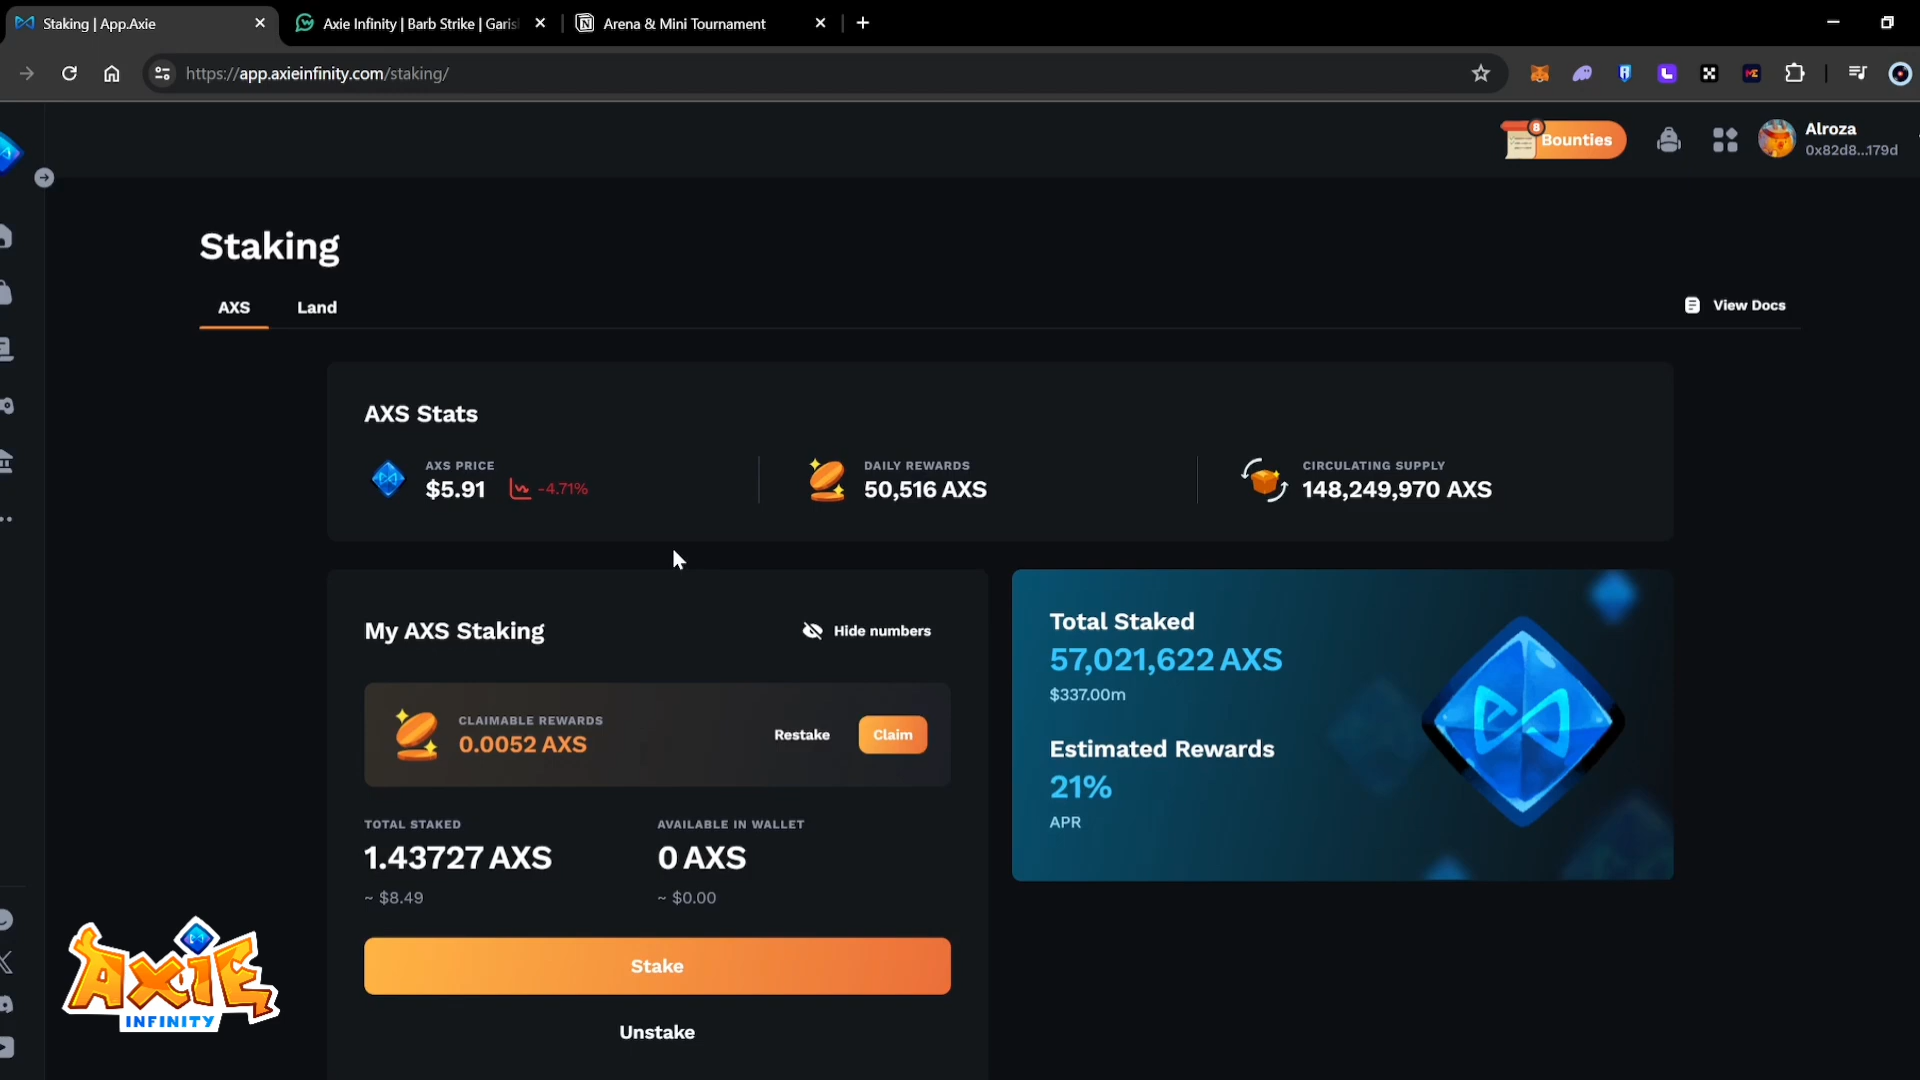 Staking | App.Axie
Axie Infinity | Barb Strike | Garis
Arena & Mini Tournament
https://app.axieinfinity.com/staking/
8
Bounties
Alroza
0x82d8...179d
Staking
AXS
Land
View Docs
AXS Stats
AXS PRICE
$5.91
-4.71%
DAILY REWARDS
50,516 AXS
CIRCULATING SUPPLY
148,249,970 AXS
My AXS Staking
Hide numbers
CLAIMABLE REWARDS
0.0052 AXS
Restake
Claim
TOTAL STAKED
1.43727 AXS
~ $8.49
AVAILABLE IN WALLET
0 AXS
~ $0.00
Stake
Unstake
Total Staked
57,021,622 AXS
$337.00m
Estimated Rewards
21%
APR
AXIE
INFINITY